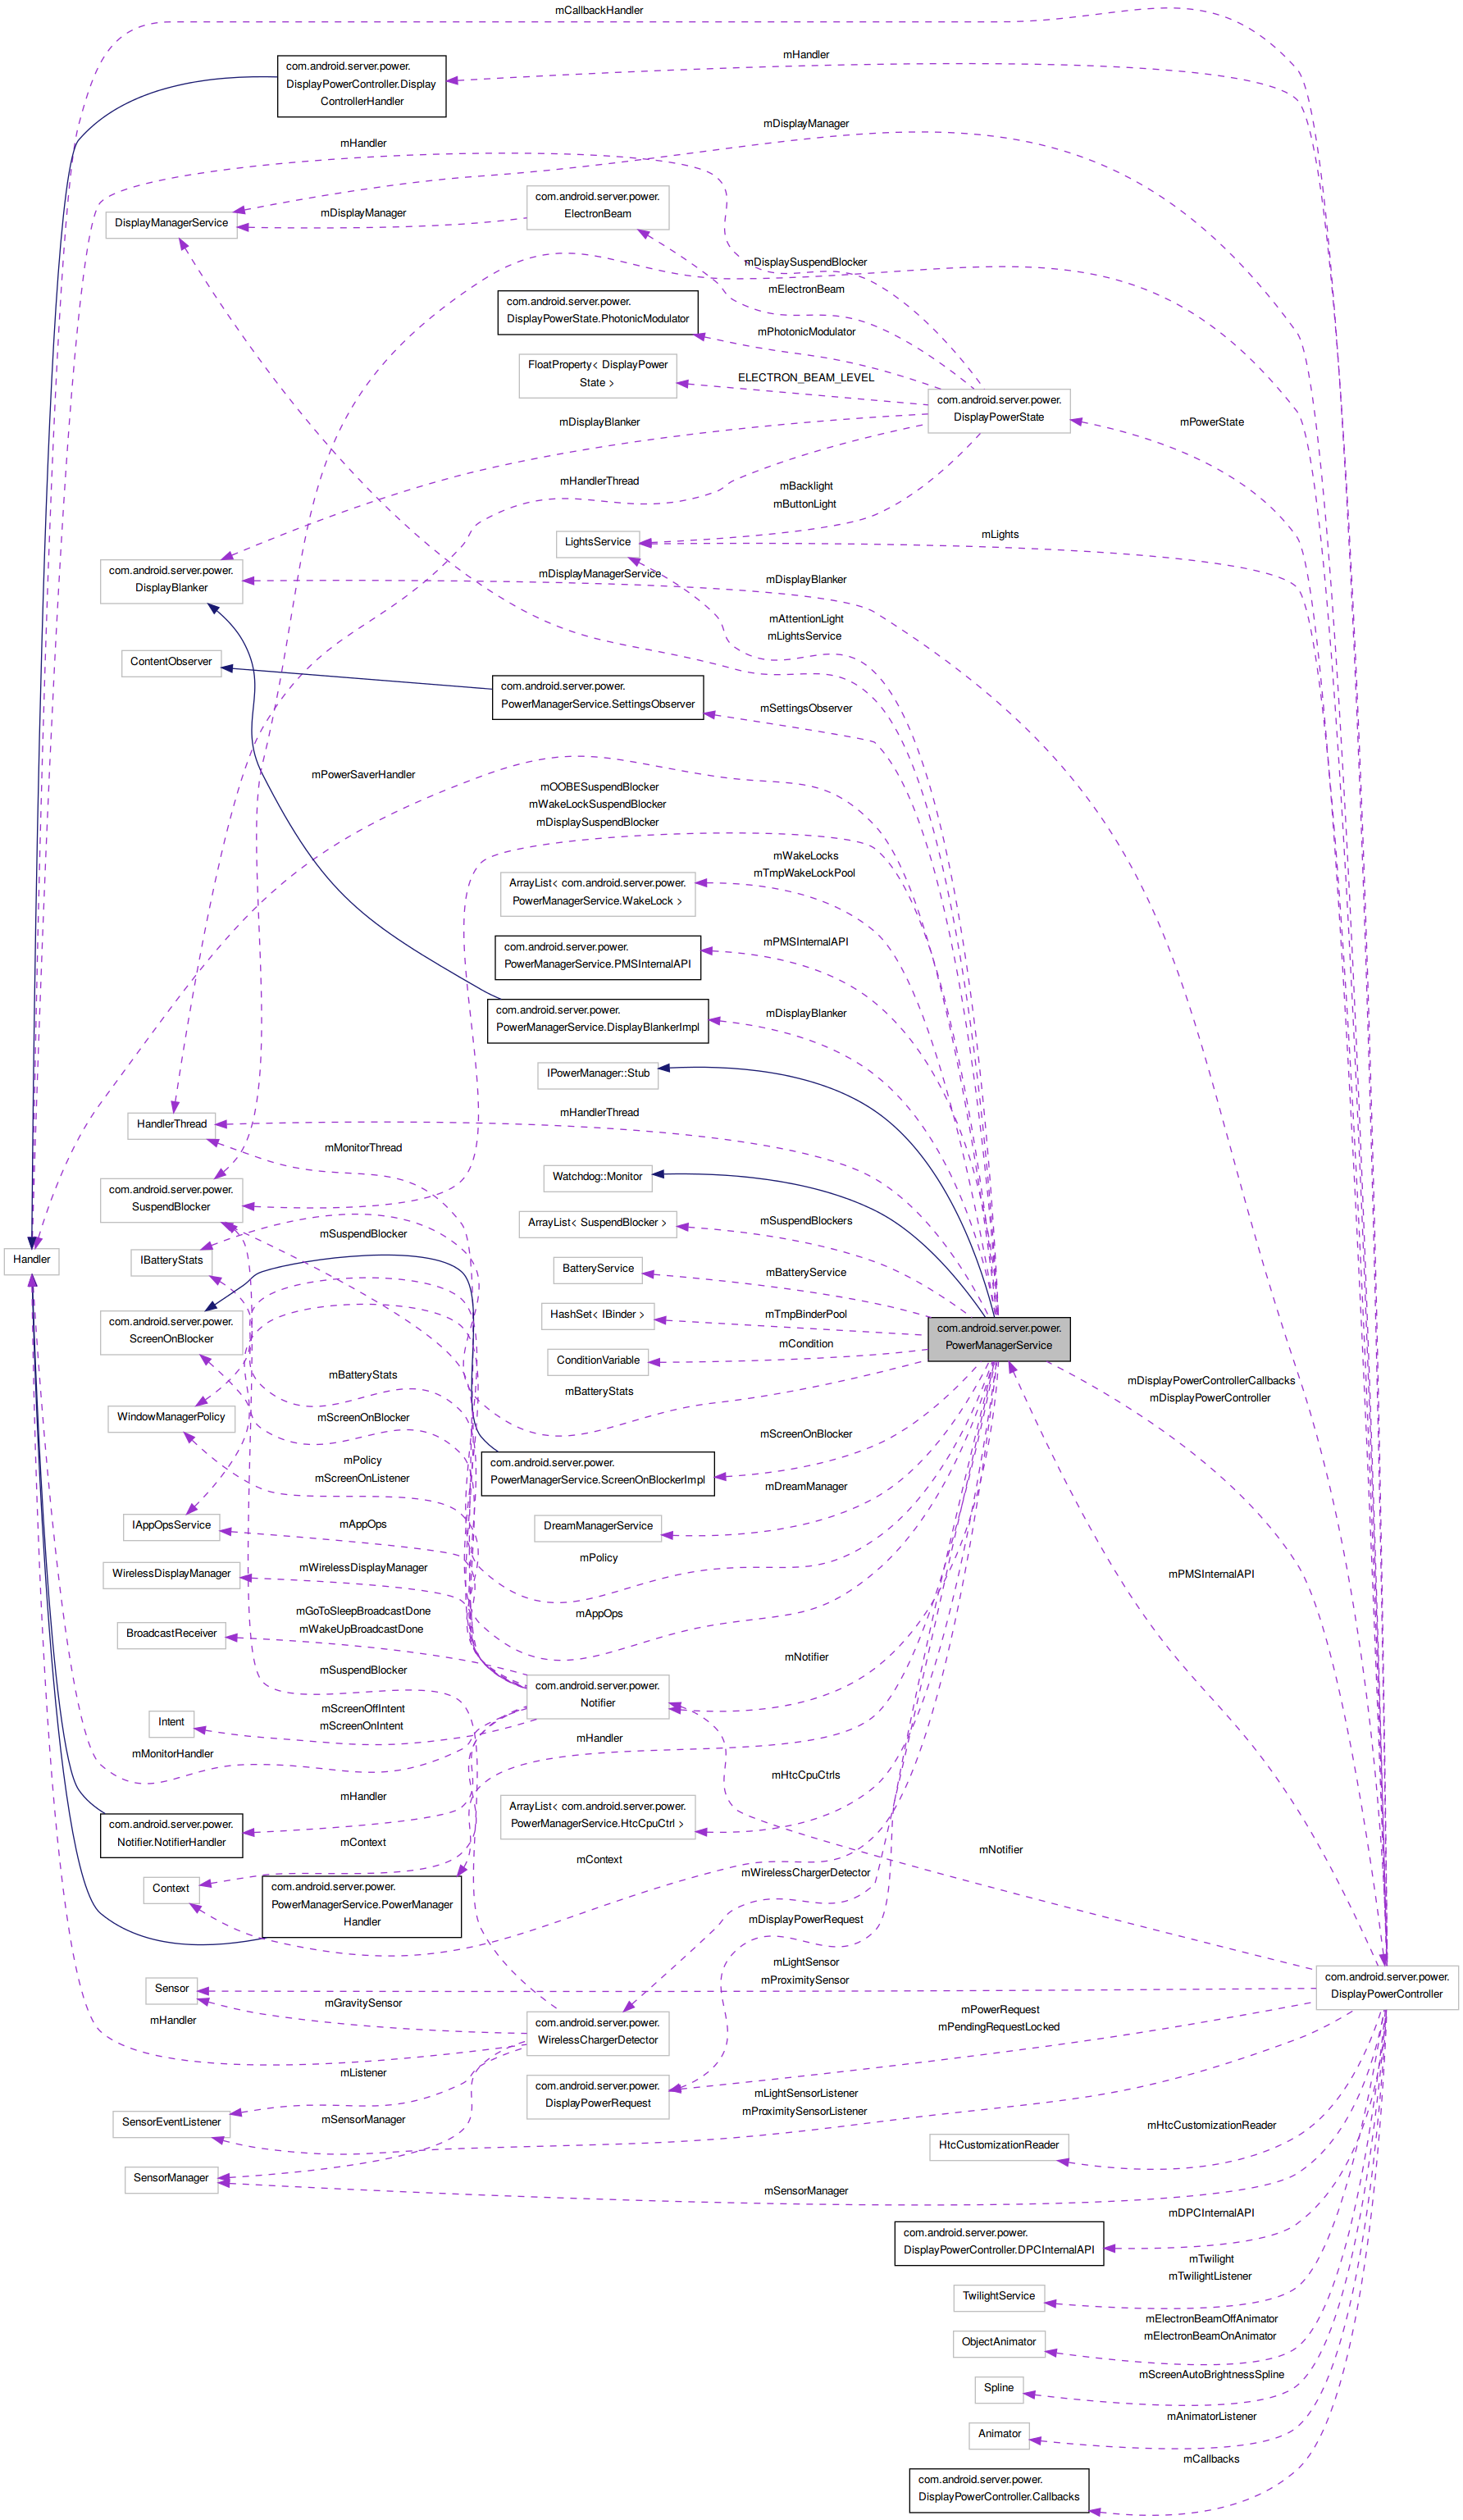 mCallbackHandler
mHandler
com.android.server.power.
DisplayPowerController.Display
ControllerHandler
mDisplayManager
mHandler
com.android.server.power.
ElectronBeam
mDisplayManager
DisplayManagerService
mDisplaySuspendBlocker
mElectronBeam
com.android.server.power.
DisplayPowerState.PhotonicModulator
mPhotonicModulator
FloatProperty< DisplayPower
State >
ELECTRON_BEAM_LEVEL
com.android.server.power.
DisplayPowerState
mPowerState
mDisplayBlanker
mHandlerThread
mBacklight
mButtonLight
LightsService
mLights
com.android.server.power.
DisplayBlanker
mDisplayManagerService
mDisplayBlanker
mAttentionLight
mLightsService
ContentObserver
com.android.server.power.
PowerManagerService.SettingsObserver
mSettingsObserver
mPowerSaverHandler
mOOBESuspendBlocker
mWakeLockSuspendBlocker
mDisplaySuspendBlocker
mWakeLocks
mTmpWakeLockPool
ArrayList< com.android.server.power.
PowerManagerService.WakeLock >
com.android.server.power.
PowerManagerService.PMSInternalAPI
mPMSInternalAPI
com.android.server.power.
PowerManagerService.DisplayBlankerImpl
mDisplayBlanker
IPowerManager::Stub
HandlerThread
mHandlerThread
mMonitorThread
Watchdog::Monitor
com.android.server.power.
SuspendBlocker
ArrayList< SuspendBlocker >
mSuspendBlockers
mSuspendBlocker
Handler
IBatteryStats
BatteryService
mBatteryService
HashSet< IBinder >
mTmpBinderPool
com.android.server.power.
ScreenOnBlocker
com.android.server.power.
PowerManagerService
mCondition
ConditionVariable
mBatteryStats
mBatteryStats
mDisplayPowerControllerCallbacks
mDisplayPowerController
WindowManagerPolicy
mScreenOnBlocker
mScreenOnBlocker
mPolicy
mScreenOnListener
com.android.server.power.
PowerManagerService.ScreenOnBlockerImpl
mDreamManager
IAppOpsService
mAppOps
DreamManagerService
mPolicy
WirelessDisplayManager
mWirelessDisplayManager
mPMSInternalAPI
mGoToSleepBroadcastDone
mWakeUpBroadcastDone
mAppOps
BroadcastReceiver
mNotifier
mSuspendBlocker
com.android.server.power.
Notifier
mScreenOffIntent
mScreenOnIntent
Intent
mHandler
mMonitorHandler
mHtcCpuCtrls
mHandler
ArrayList< com.android.server.power.
PowerManagerService.HtcCpuCtrl >
com.android.server.power.
Notifier.NotifierHandler
mContext
mNotifier
mContext
mWirelessChargerDetector
Context
com.android.server.power.
PowerManagerService.PowerManager
Handler
mDisplayPowerRequest
mLightSensor
mProximitySensor
com.android.server.power.
DisplayPowerController
Sensor
mGravitySensor
mHandler
mPowerRequest
mPendingRequestLocked
com.android.server.power.
WirelessChargerDetector
mListener
com.android.server.power.
DisplayPowerRequest
mLightSensorListener
mProximitySensorListener
SensorEventListener
mSensorManager
mHtcCustomizationReader
HtcCustomizationReader
SensorManager
mSensorManager
mDPCInternalAPI
com.android.server.power.
DisplayPowerController.DPCInternalAPI
mTwilight
mTwilightListener
TwilightService
mElectronBeamOffAnimator
mElectronBeamOnAnimator
ObjectAnimator
mScreenAutoBrightnessSpline
Spline
mAnimatorListener
Animator
mCallbacks
com.android.server.power.
DisplayPowerController.Callbacks